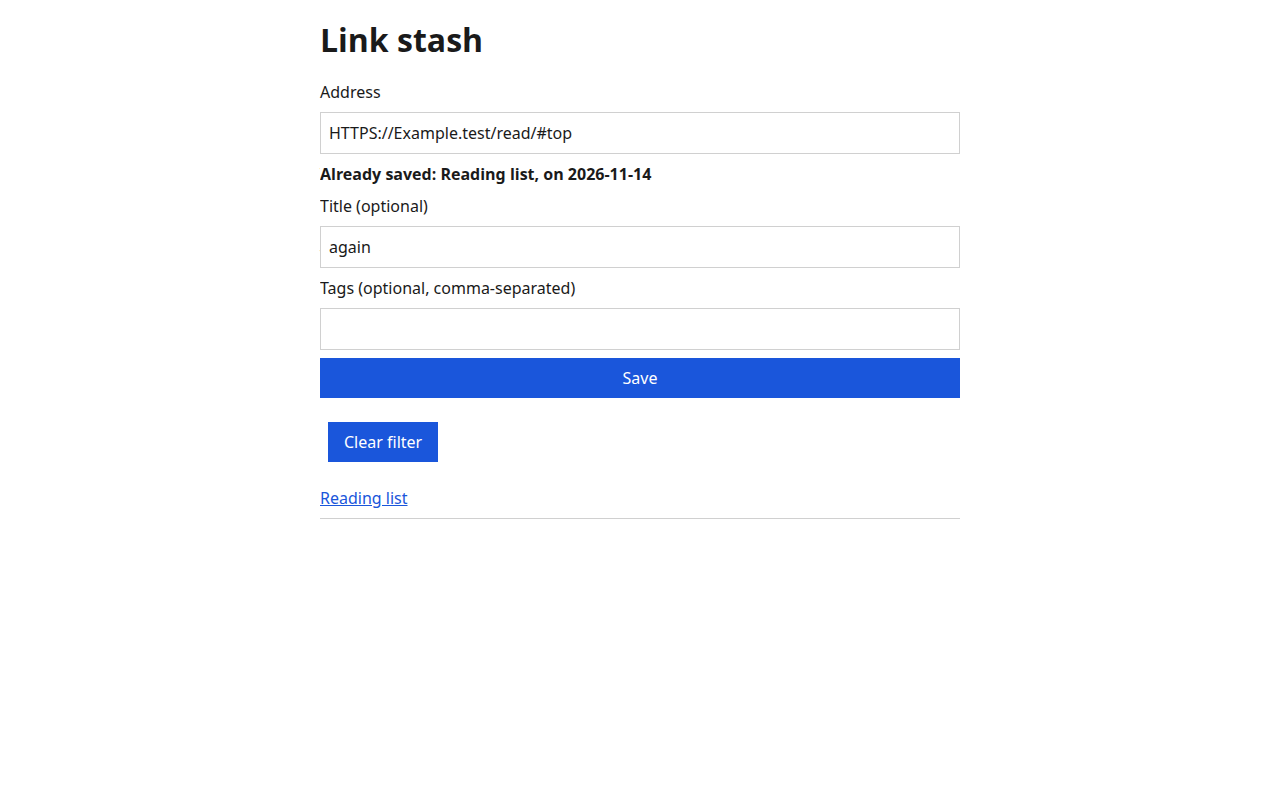 Link stash
Address
HTTPS://Example.test/read/#top
Already saved: Reading list, on 2026-11-14
Title (optional)
again
Tags (optional, comma-separated)
Save
Clear filter
Reading list